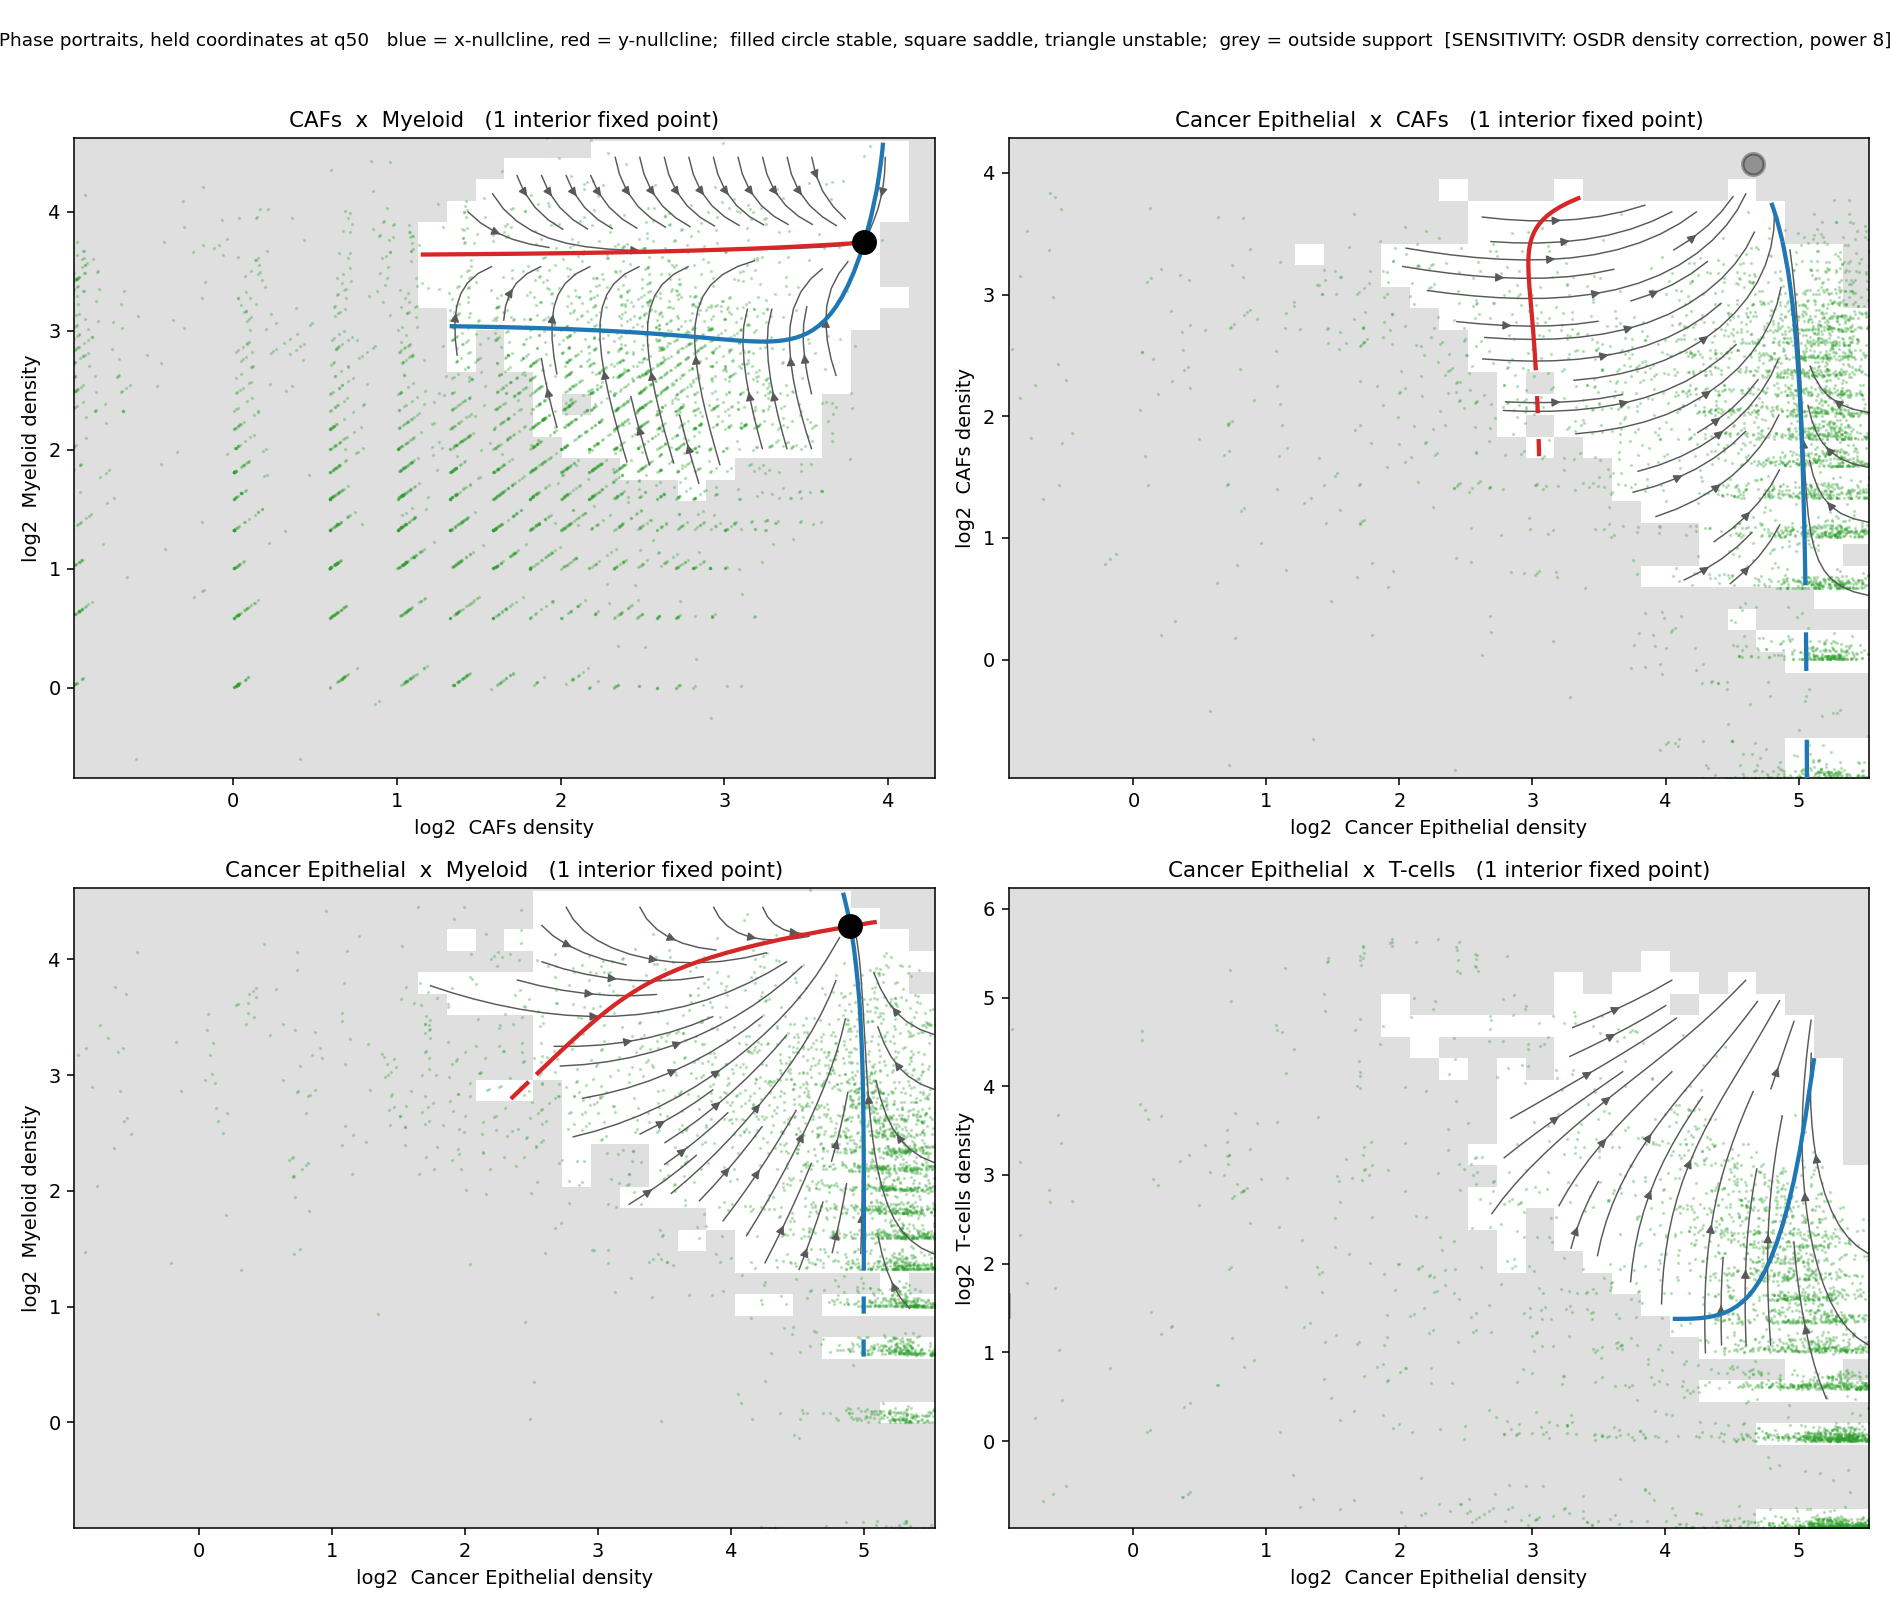 Phase portraits, held coordinates at q50   blue = x-nullcline, red = y-nullcline;  filled circle stable, square saddle, triangle unstable;  grey = outside support  [SENSITIVITY: OSDR density correction, power 8]
CAFs  x  Myeloid   (1 interior fixed point)
log2  Myeloid density
4
3
2
1
0
0 1 2 3 4
log2  CAFs density
Cancer Epithelial  x  CAFs   (1 interior fixed point)
log2  CAFs density
4
3
2
1
0
0 1 2 3 4 5
log2  Cancer Epithelial density
Cancer Epithelial  x  Myeloid   (1 interior fixed point)
log2  Myeloid density
4
3
2
1
0
0 1 2 3 4 5
log2  Cancer Epithelial density
Cancer Epithelial  x  T-cells   (1 interior fixed point)
log2  T-cells density
6
5
4
3
2
1
0
0 1 2 3 4 5
log2  Cancer Epithelial density